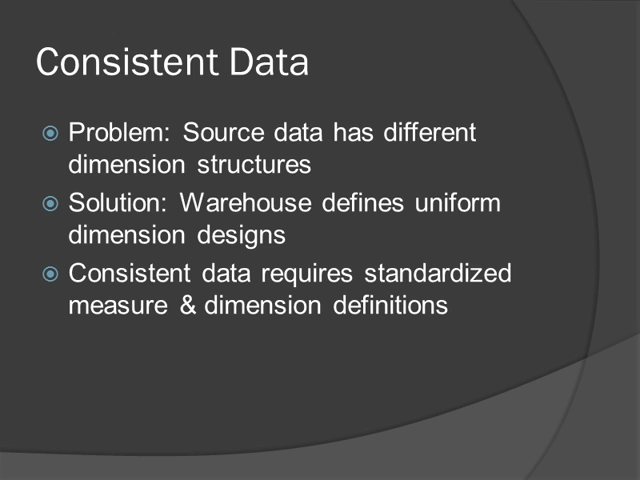 Consistent Data
Problem: Source data has different
dimension structures
Solution: Warehouse defines uniform
dimension designs
Consistent data requires standardized
measure & dimension definitions